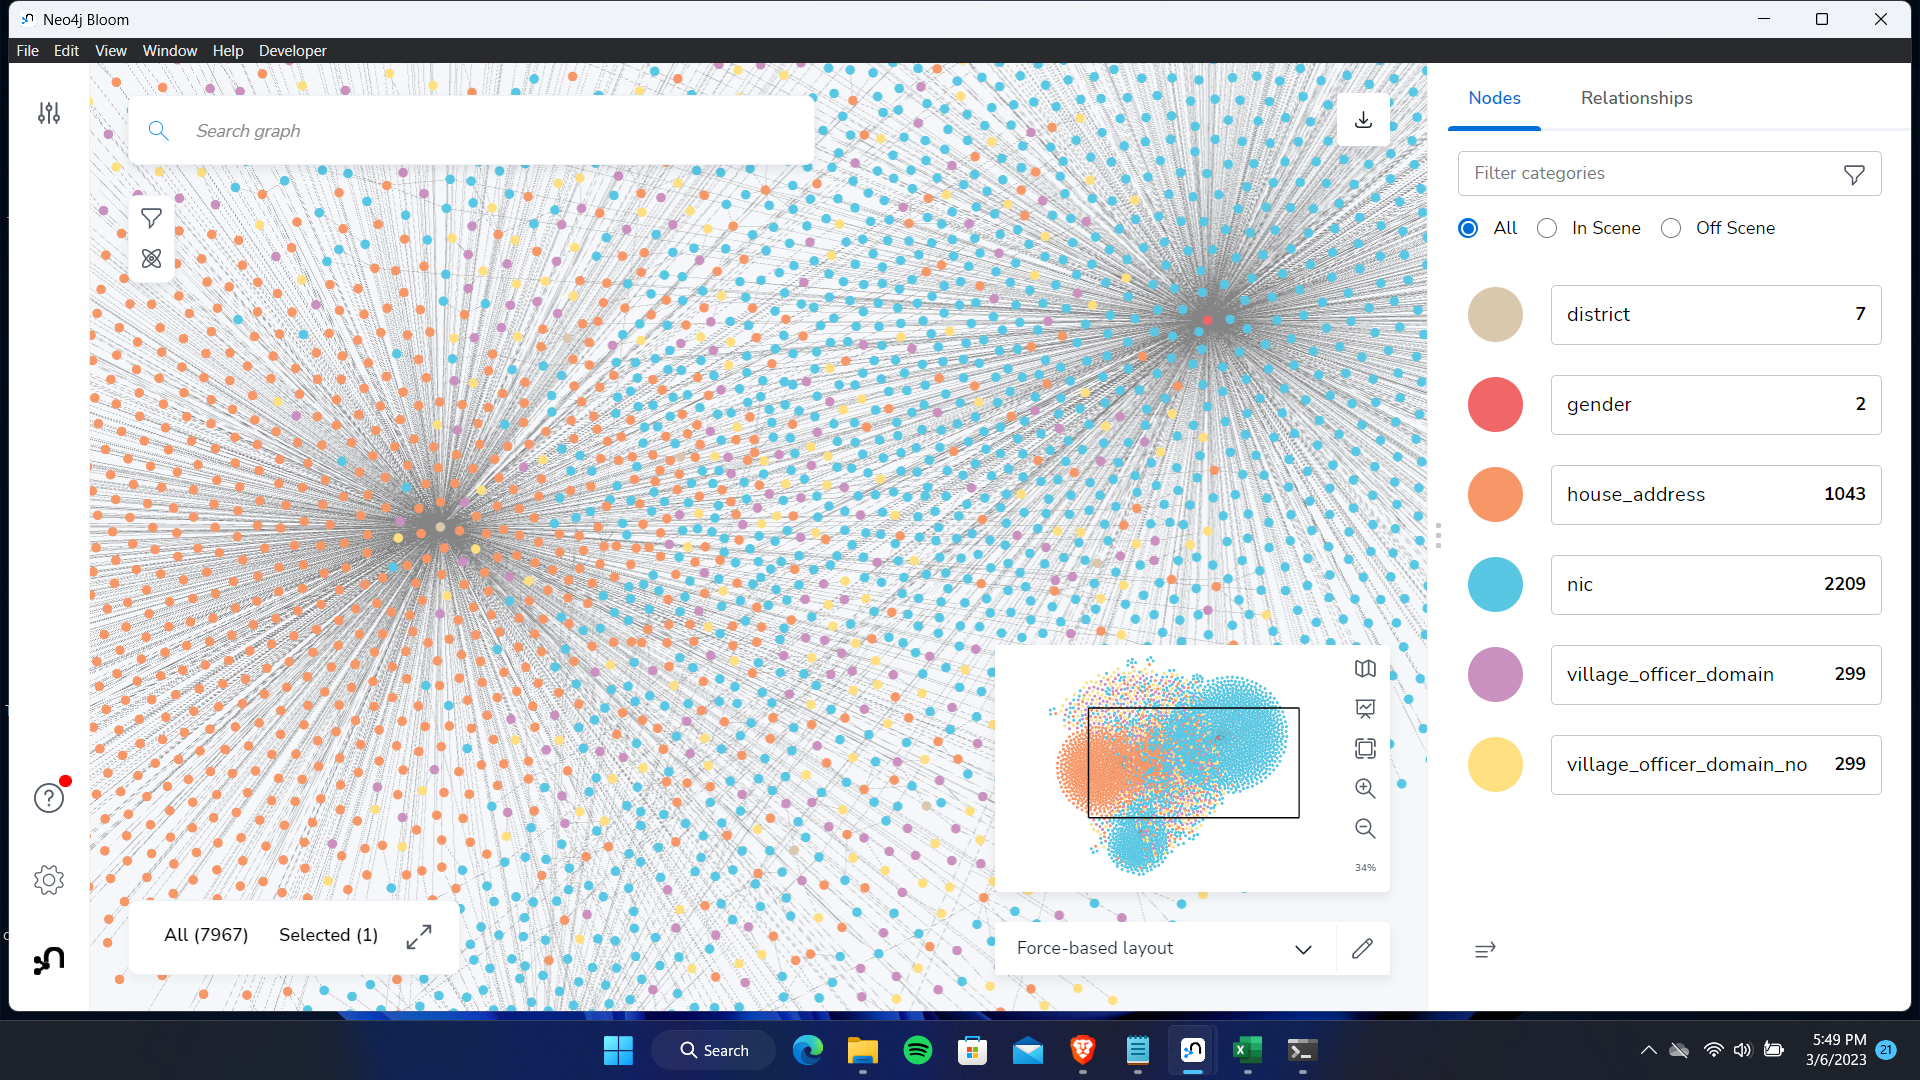 Neo4j Bloom
File Edit View Window Help Developer
Search graph
Nodes Relationships
Filter categories
All In Scene Off Scene
district 7
gender 2
house_address 1043
nic 2209
village_officer_domain 299
village_officer_domain_no 299
34%
All (7967) Selected (1)
Force-based layout
Search
5:49 PM
3/6/2023
21